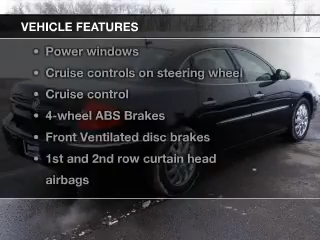 VEHICLE FEATURES
• Power windows
• Cruise controls on steering wheel
• Cruise control
• 4-wheel ABS Brakes
• Front Ventilated disc brakes
• 1st and 2nd row curtain head
airbags